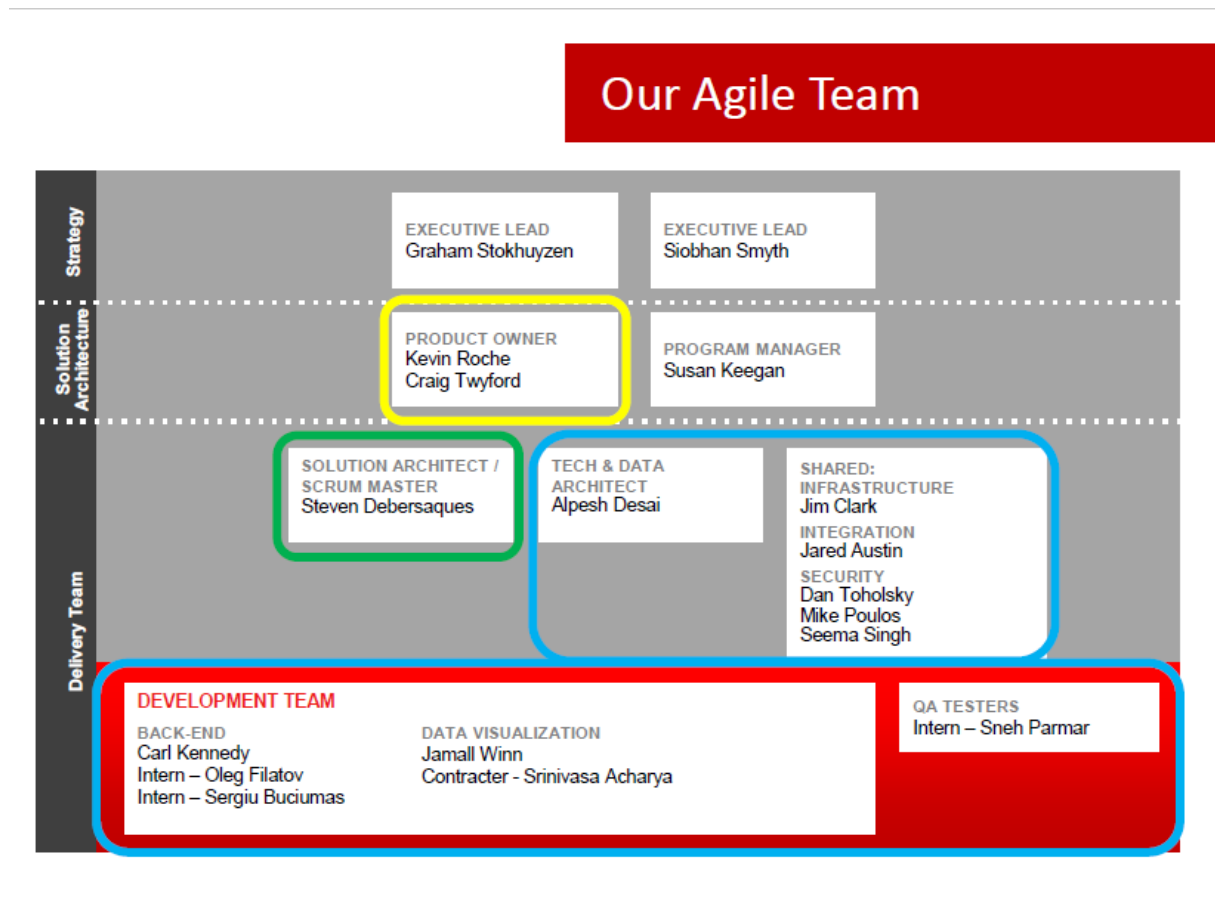 Our Agile Team
Strategy
EXECUTIVE LEAD
Graham Stokhuyzen
EXECUTIVE LEAD
Siobhan Smyth
Solution
Architecture
PRODUCT OWNER
Kevin Roche
Craig Twyford
PROGRAM MANAGER
Susan Keegan
Delivery Team
SOLUTION ARCHITECT /
SCRUM MASTER
Steven Debersaques
TECH & DATA
ARCHITECT
Alpesh Desai
SHARED:
INFRASTRUCTURE
Jim Clark
INTEGRATION
Jared Austin
SECURITY
Dan Toholsky
Mike Poulos
Seema Singh
DEVELOPMENT TEAM
BACK-END
Carl Kennedy
Intern – Oleg Filatov
Intern – Sergiu Buciumas
DATA VISUALIZATION
Jamall Winn
Contracter - Srinivasa Acharya
QA TESTERS
Intern – Sneh Parmar